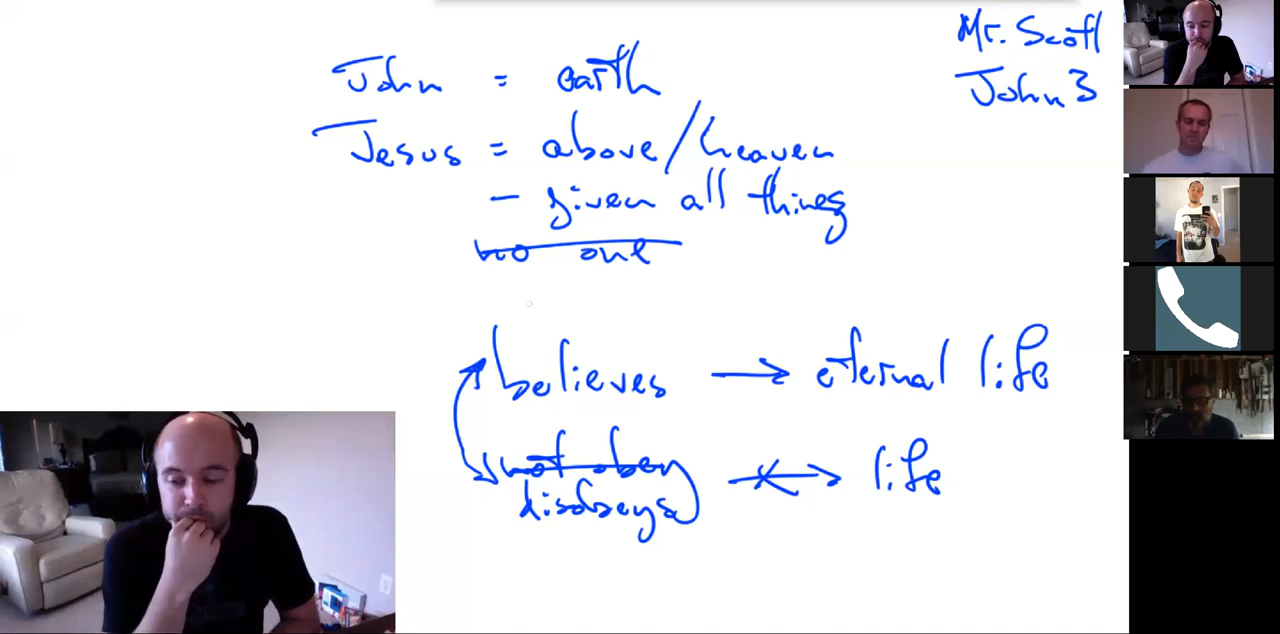 Mr. Scott
John 3
John = earth
Jesus = above/heaven
- given all things
no one
believes → eternal life
not obey → life
disobeys